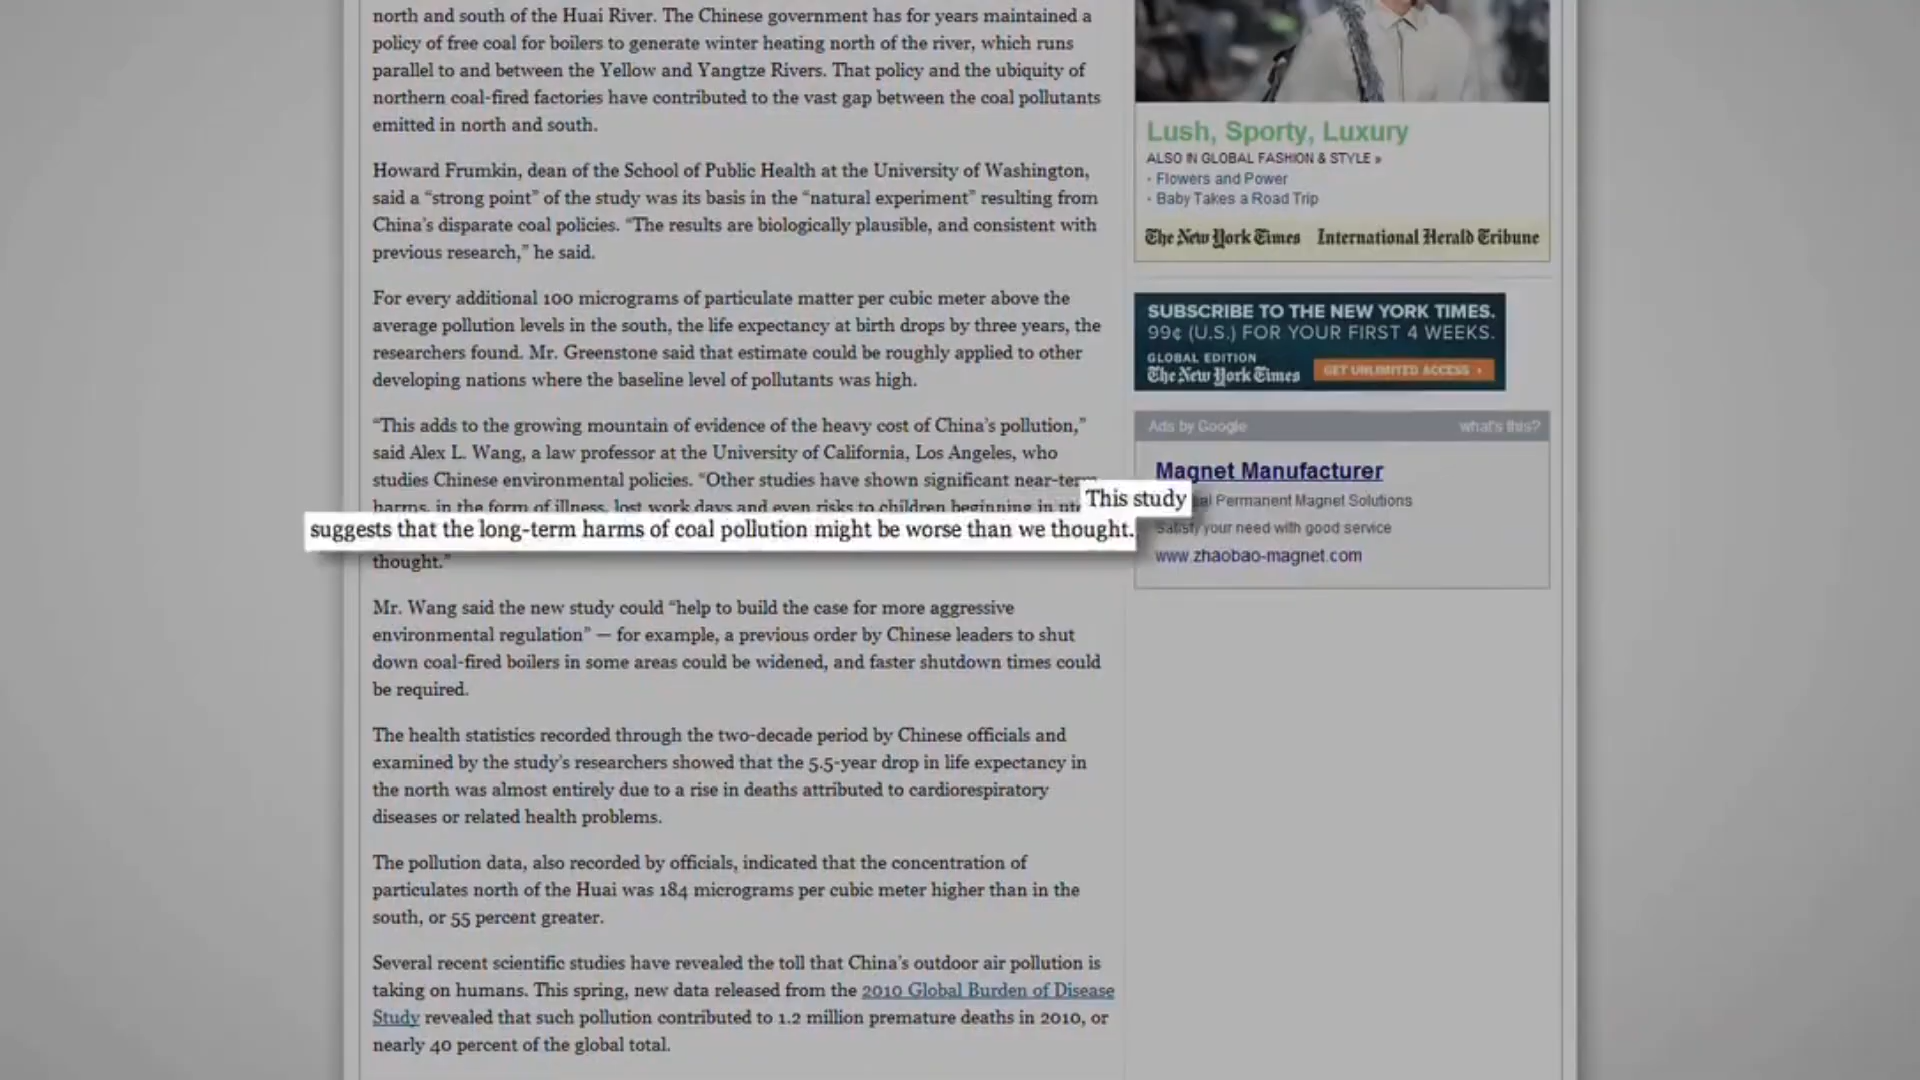 north and south of the Huai River. The Chinese government has for years maintained a
policy of free coal for boilers to generate winter heating north of the river, which runs
parallel to and between the Yellow and Yangtze Rivers. That policy and the ubiquity of
northern coal-fired factories have contributed to the vast gap between the coal pollutants
emitted in north and south.
Howard Frumkin, dean of the School of Public Health at the University of Washington,
said a “strong point” of the study was its basis in the “natural experiment” resulting from
China’s disparate coal policies. “The results are biologically plausible, and consistent with
previous research,” he said.
For every additional 100 micrograms of particulate matter per cubic meter above the
average pollution levels in the south, the life expectancy at birth drops by three years, the
researchers found. Mr. Greenstone said that estimate could be roughly applied to other
developing nations where the baseline level of pollutants was high.
“This adds to the growing mountain of evidence of the heavy cost of China’s pollution,”
said Alex L. Wang, a law professor at the University of California, Los Angeles, who
studies Chinese environmental policies. “Other studies have shown significant near-term
harms, in the form of illness, lost work days and even risks to children beginning in
This study
suggests that the long-term harms of coal pollution might be worse than we thought.
thought.”
Mr. Wang said the new study could “help to build the case for more aggressive
environmental regulation” — for example, a previous order by Chinese leaders to shut
down coal-fired boilers in some areas could be widened, and faster shutdown times could
be required.
The health statistics recorded through the two-decade period by Chinese officials and
examined by the study’s researchers showed that the 5.5-year drop in life expectancy in
the north was almost entirely due to a rise in deaths attributed to cardiorespiratory
diseases or related health problems.
The pollution data, also recorded by officials, indicated that the concentration of
particulates north of the Huai was 184 micrograms per cubic meter higher than in the
south, or 55 percent greater.
Several recent scientific studies have revealed the toll that China’s outdoor air pollution is
taking on humans. This spring, new data released from the 2010 Global Burden of Disease
Study revealed that such pollution contributed to 1.2 million premature deaths in 2010, or
nearly 40 percent of the global total.
Lush, Sporty, Luxury
ALSO IN GLOBAL FASHION & STYLE »
· Flowers and Power
· Baby Takes a Road Trip
The New York Times International Herald Tribune
SUBSCRIBE TO THE NEW YORK TIMES.
99¢ (U.S.) FOR YOUR FIRST 4 WEEKS.
GLOBAL EDITION
The New York Times GET UNLIMITED ACCESS ›
Ads by Google what's this?
Magnet Manufacturer
Permanent Magnet Solutions
Satisfy your need with good service
www.zhaobao-magnet.com